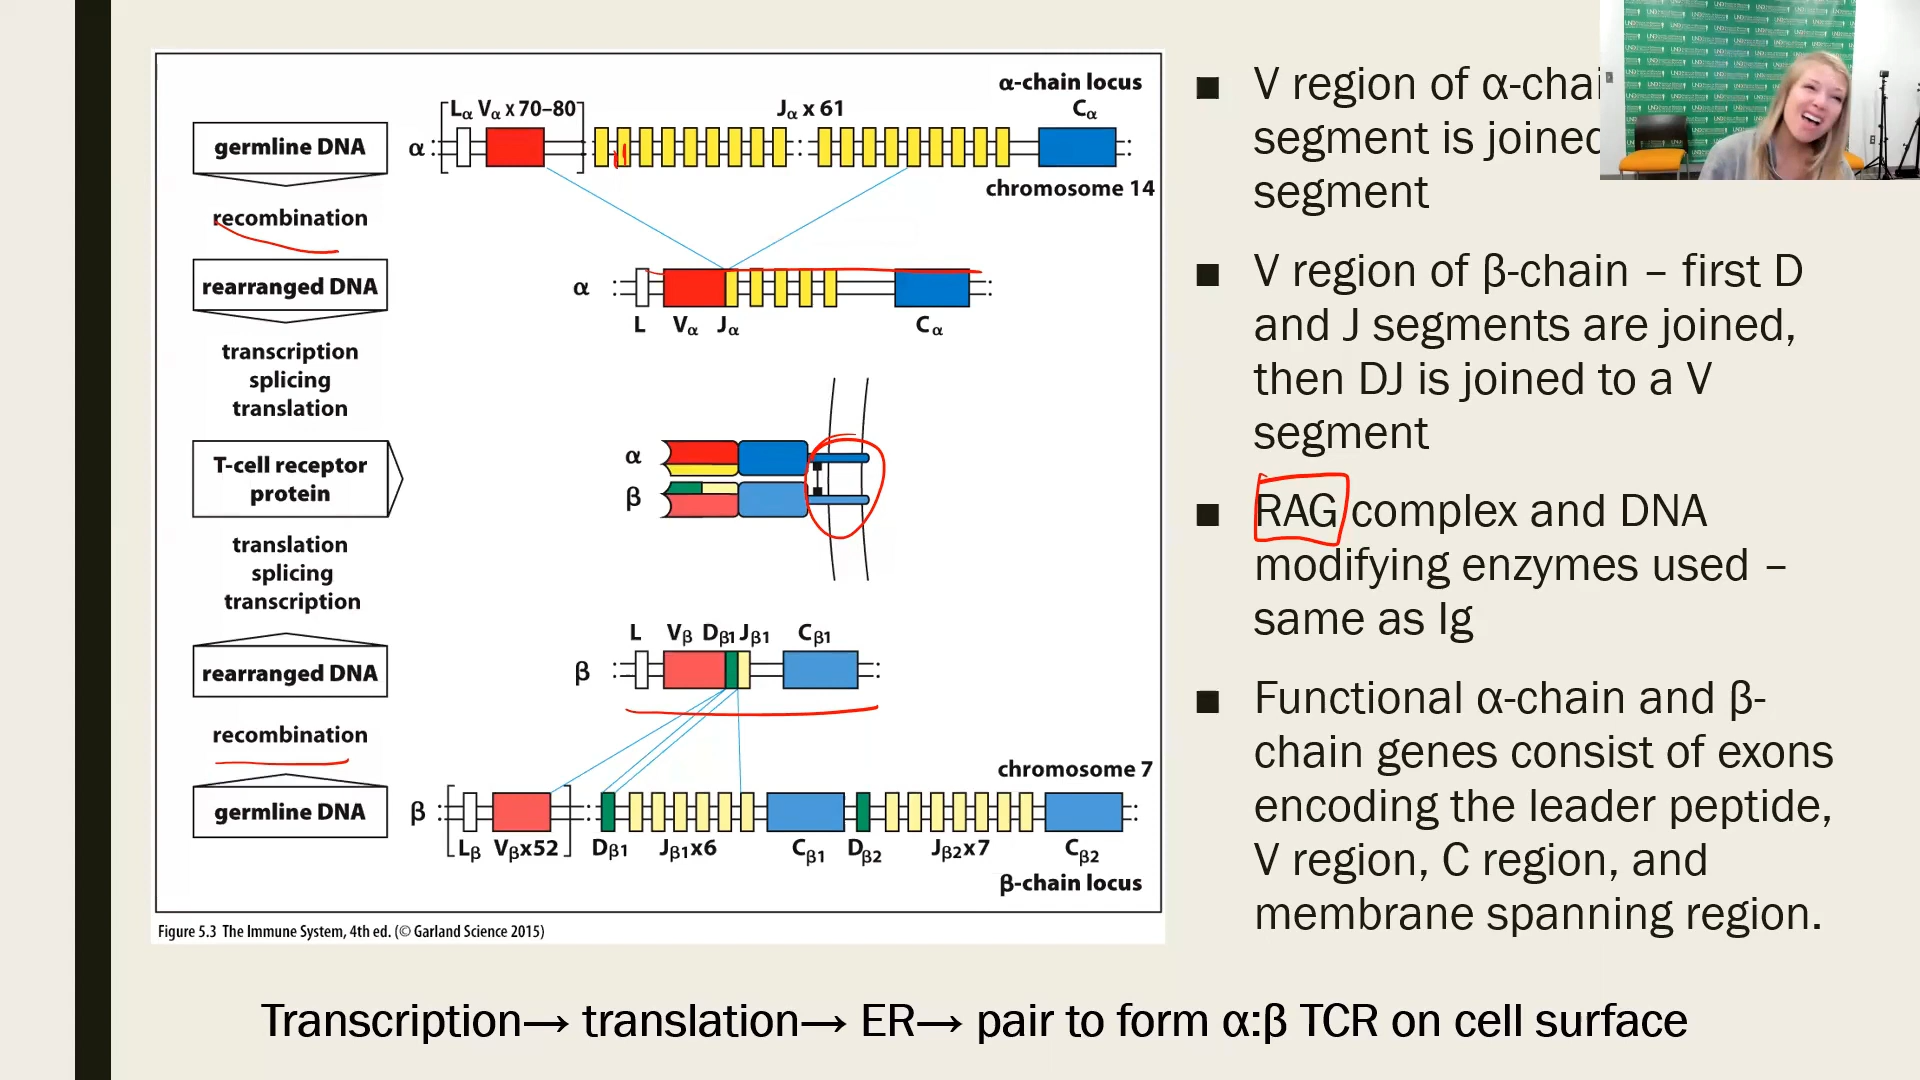 α-chain locus
Lα Vα x 70–80
Jα x 61
Cα
germline DNA
α
chromosome 14
recombination
rearranged DNA
α
L Vα Jα Cα
transcription
splicing
translation
T-cell receptor
protein
α
β
translation
splicing
transcription
L Vβ Dβ1 Jβ1 Cβ1
rearranged DNA
β
recombination
chromosome 7
germline DNA
β
Lβ Vβx52 Dβ1 Jβ1x6 Cβ1 Dβ2 Jβ2x7 Cβ2
β-chain locus
Figure 5.3 The Immune System, 4th ed. (© Garland Science 2015)
■ V region of α-chai
segment is joined
segment
■ V region of β-chain – first D
and J segments are joined,
then DJ is joined to a V
segment
■ RAG complex and DNA
modifying enzymes used –
same as Ig
■ Functional α-chain and β-
chain genes consist of exons
encoding the leader peptide,
V region, C region, and
membrane spanning region.
Transcription→ translation→ ER→ pair to form α:β TCR on cell surface